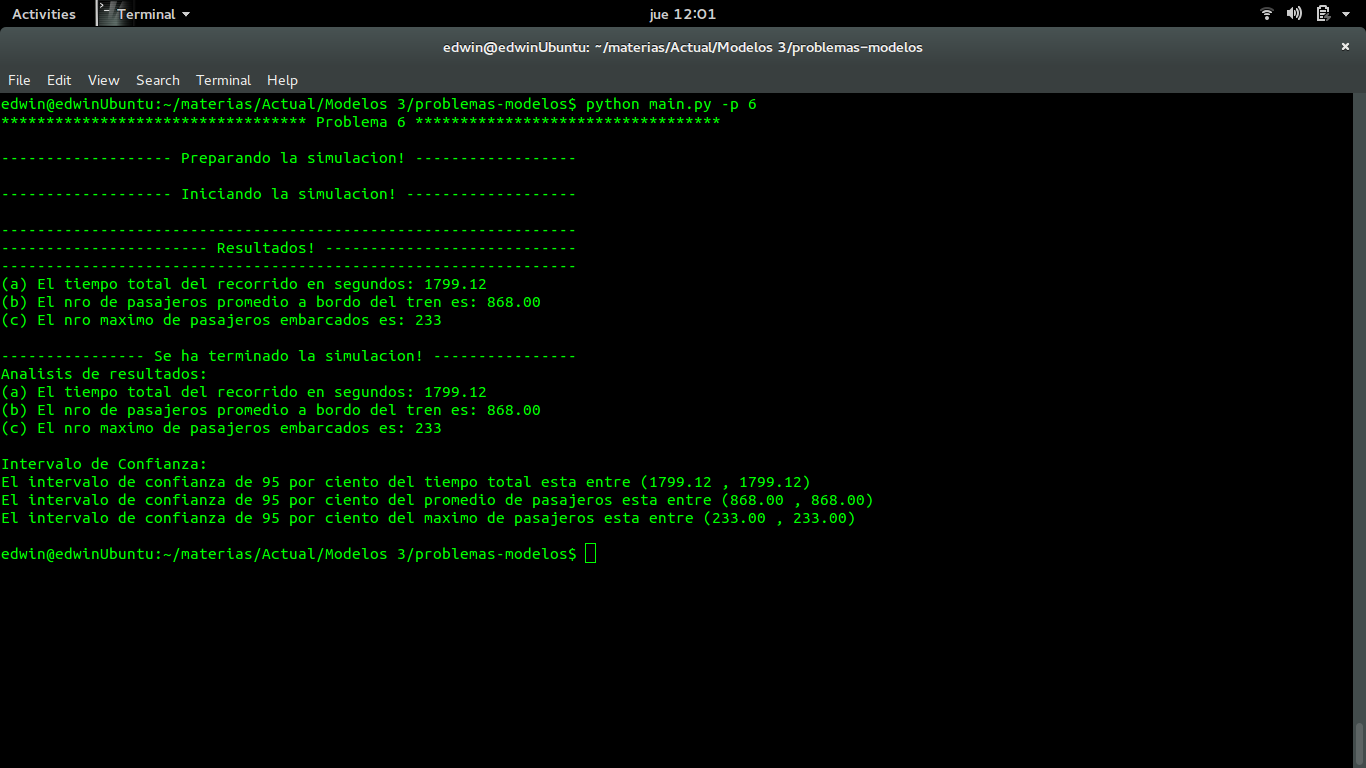 Activities Terminal jue 12:01
edwin@edwinUbuntu: ~/materias/Actual/Modelos 3/problemas-modelos ×
File Edit View Search Terminal Help
edwin@edwinUbuntu:~/materias/Actual/Modelos 3/problemas-modelos$ python main.py -p 6
********************************** Problema 6 **********************************
------------------- Preparando la simulacion! ------------------
------------------- Iniciando la simulacion! -------------------
----------------------------------------------------------------
----------------------- Resultados! ----------------------------
----------------------------------------------------------------
(a) El tiempo total del recorrido en segundos: 1799.12
(b) El nro de pasajeros promedio a bordo del tren es: 868.00
(c) El nro maximo de pasajeros embarcados es: 233
---------------- Se ha terminado la simulacion! ----------------
Analisis de resultados:
(a) El tiempo total del recorrido en segundos: 1799.12
(b) El nro de pasajeros promedio a bordo del tren es: 868.00
(c) El nro maximo de pasajeros embarcados es: 233
Intervalo de Confianza:
El intervalo de confianza de 95 por ciento del tiempo total esta entre (1799.12 , 1799.12)
El intervalo de confianza de 95 por ciento del promedio de pasajeros esta entre (868.00 , 868.00)
El intervalo de confianza de 95 por ciento del maximo de pasajeros esta entre (233.00 , 233.00)
edwin@edwinUbuntu:~/materias/Actual/Modelos 3/problemas-modelos$